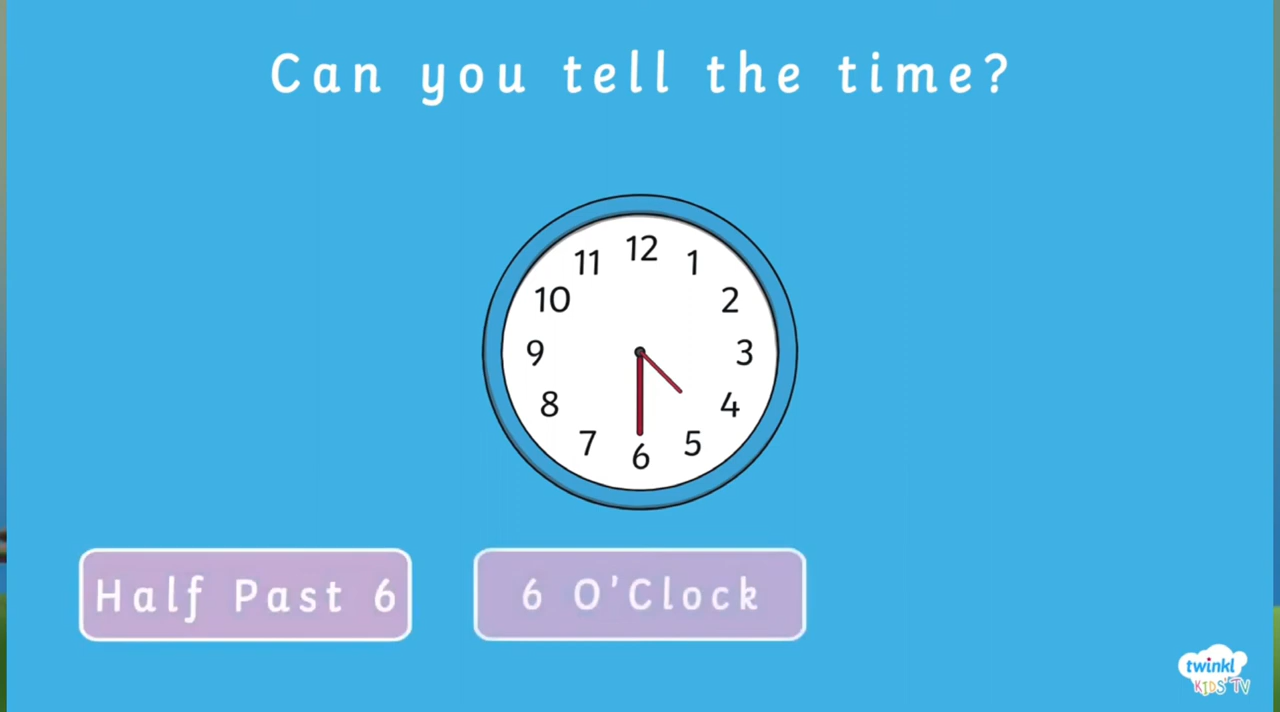 Can you tell the time?
12
11 1
10 2
9 3
8 4
7 5
6
Half Past 6 6 O'Clock
twinkl
KIDS' TV